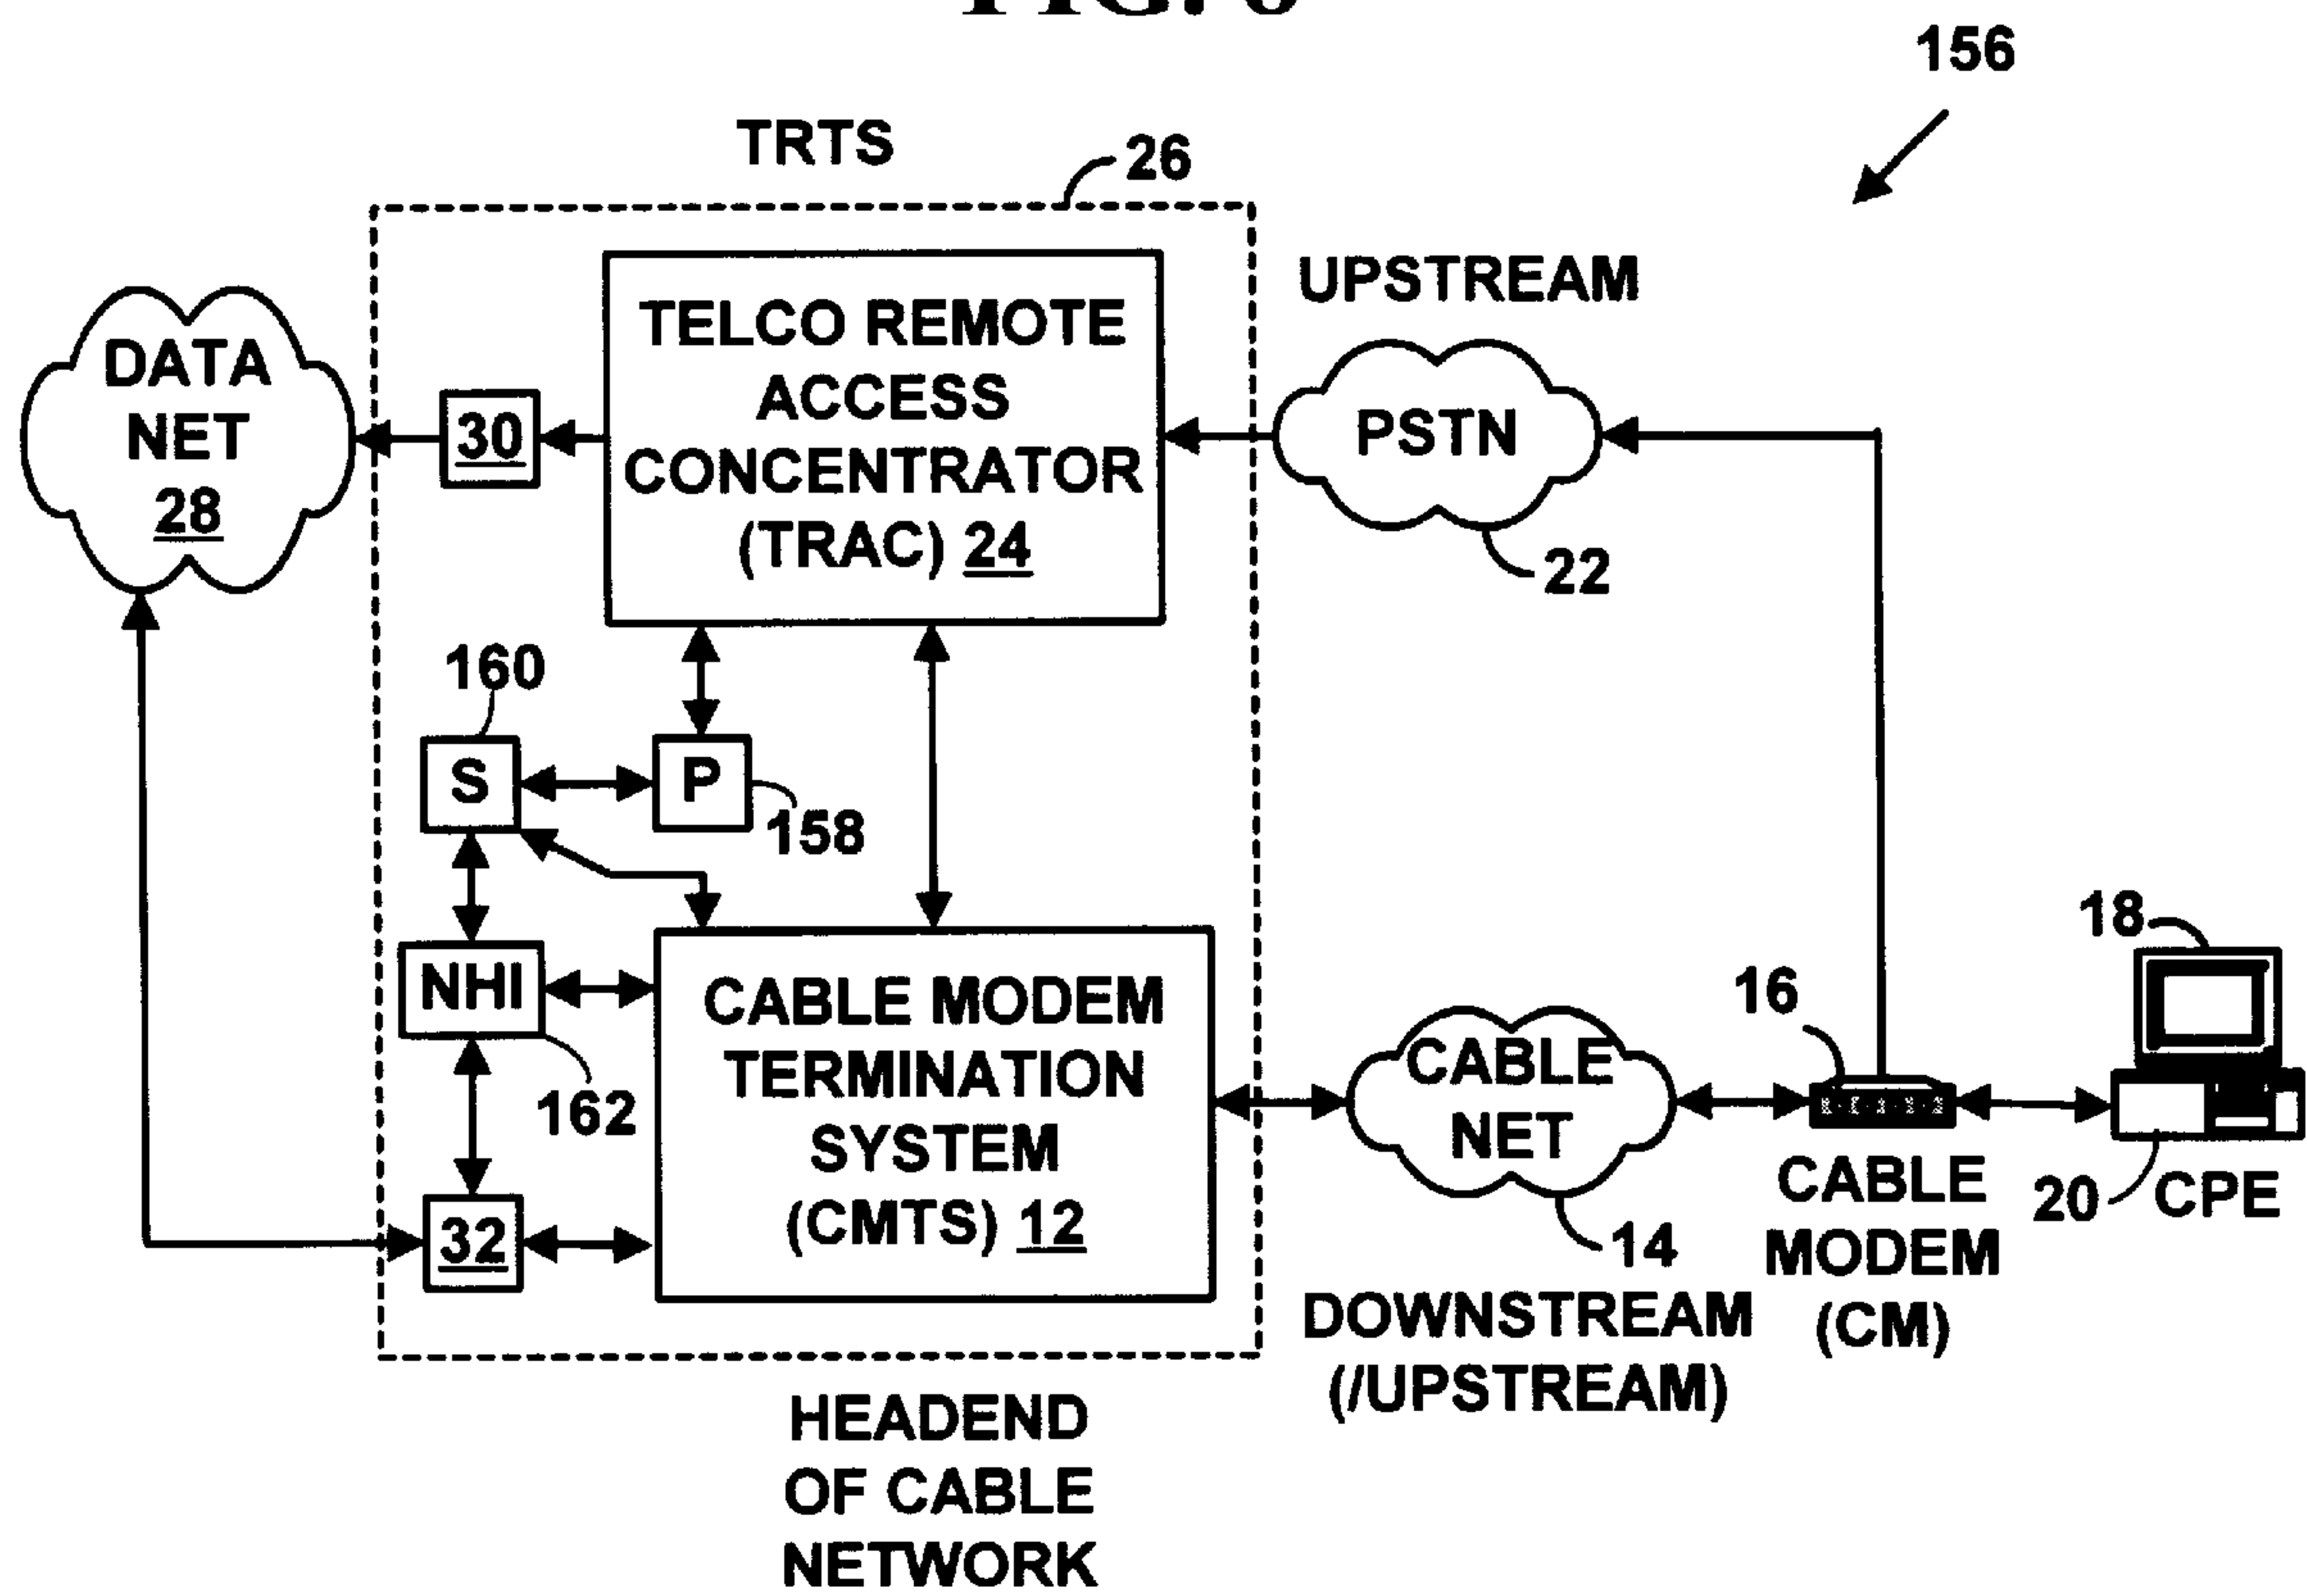 156
TRTS
26
UPSTREAM
DATA
NET
28
30
TELCO REMOTE
ACCESS
CONCENTRATOR
(TRAC) 24
PSTN
22
160
S
P
158
NHI
162
32
CABLE MODEM
TERMINATION
SYSTEM
(CMTS) 12
CABLE
NET
14
16
18
20
CPE
CABLE
MODEM
(CM)
DOWNSTREAM
(/UPSTREAM)
HEADEND
OF CABLE
NETWORK